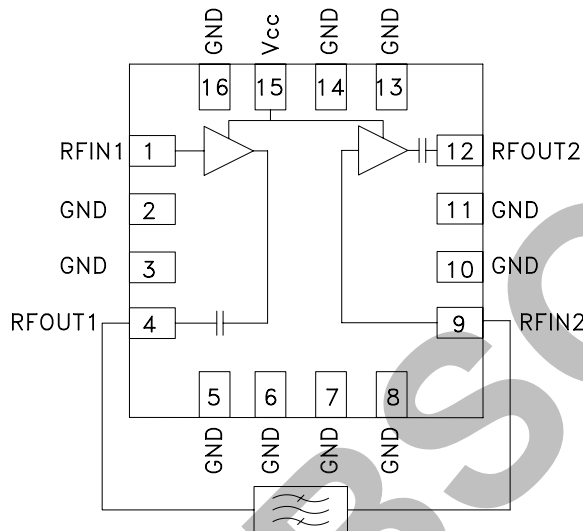 GND Vcc GND GND
16 15 14 13
RFIN1 1 12 RFOUT2
GND 2 11 GND
GND 3 10 GND
RFOUT1 4 9 RFIN2
5 6 7 8
GND GND GND GND